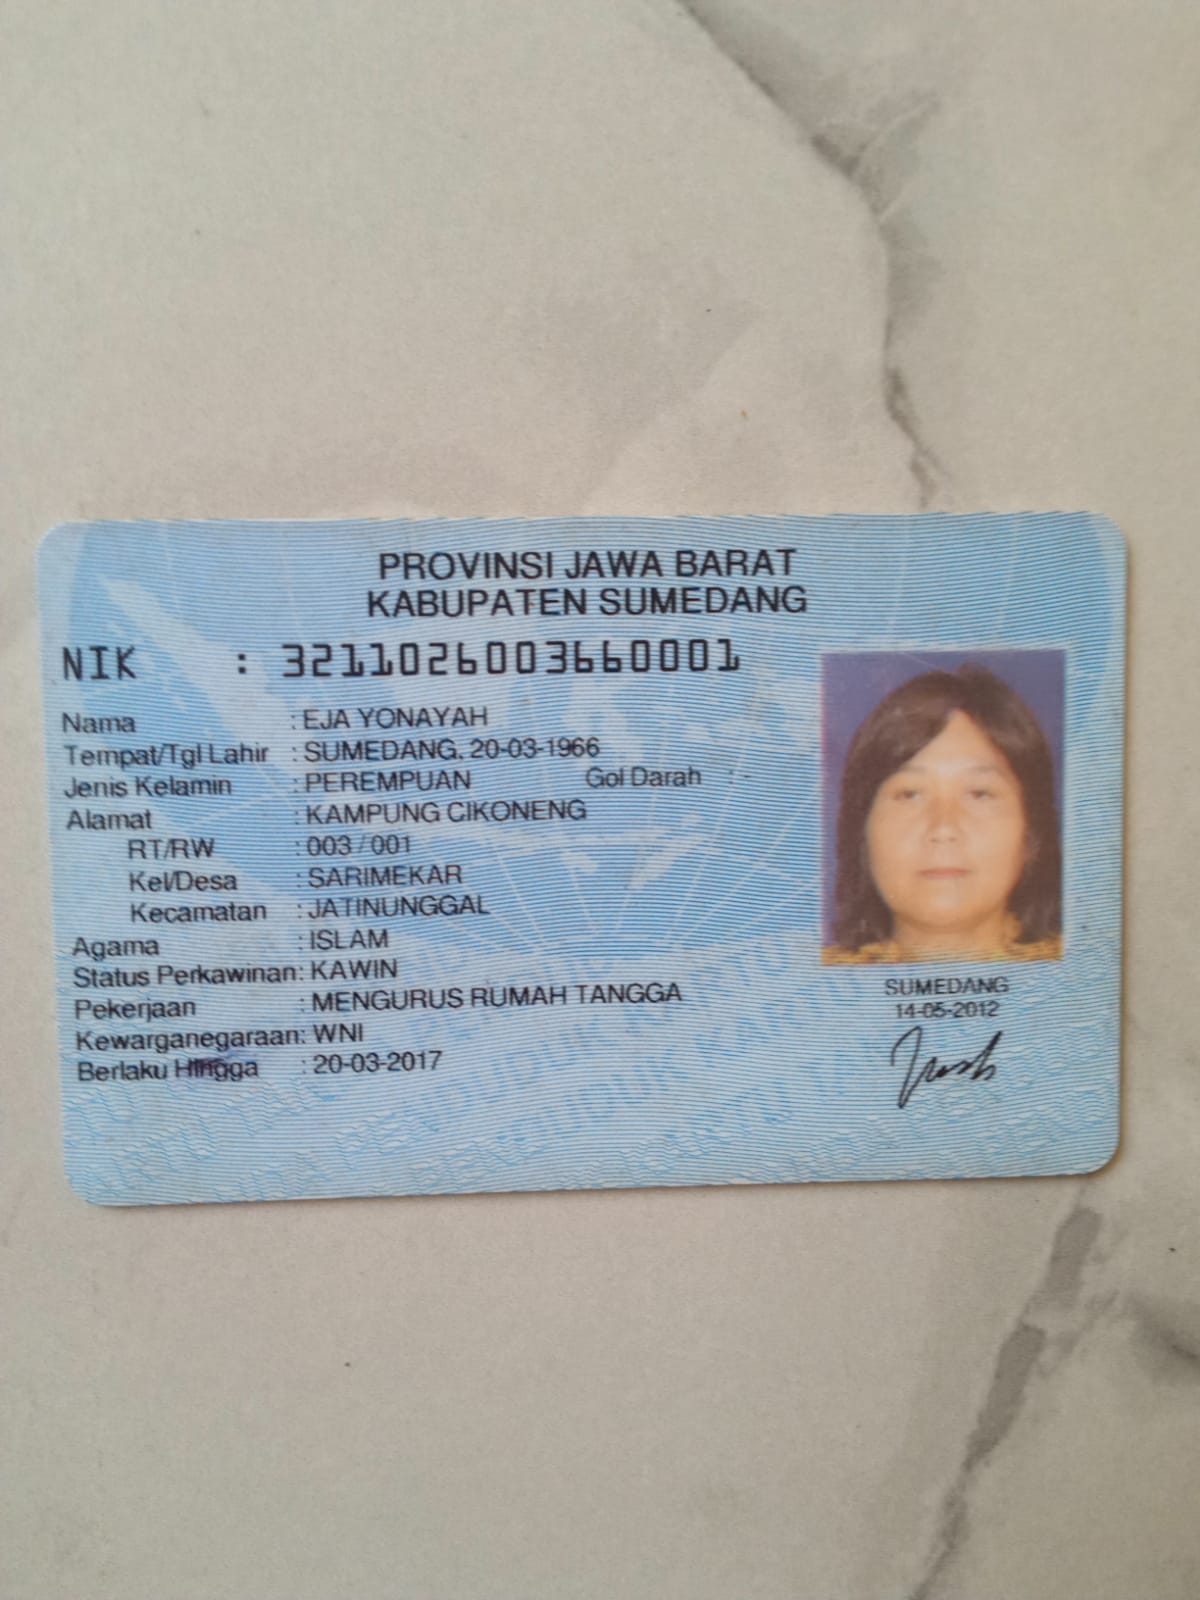 PROVINSI JAWA BARAT
KABUPATEN SUMEDANG
NIK : 3211026003660001
Nama : EJA YONAYAH
Tempat/Tgl Lahir : SUMEDANG, 20-03-1966
Jenis Kelamin : PEREMPUAN Gol Darah : -
Alamat : KAMPUNG CIKONENG
RT/RW : 003 / 001
Kel/Desa : SARIMEKAR
Kecamatan : JATINUNGGAL
Agama : ISLAM
Status Perkawinan: KAWIN
Pekerjaan : MENGURUS RUMAH TANGGA
Kewarganegaraan: WNI
Berlaku Hingga : 20-03-2017
SUMEDANG
14-05-2012